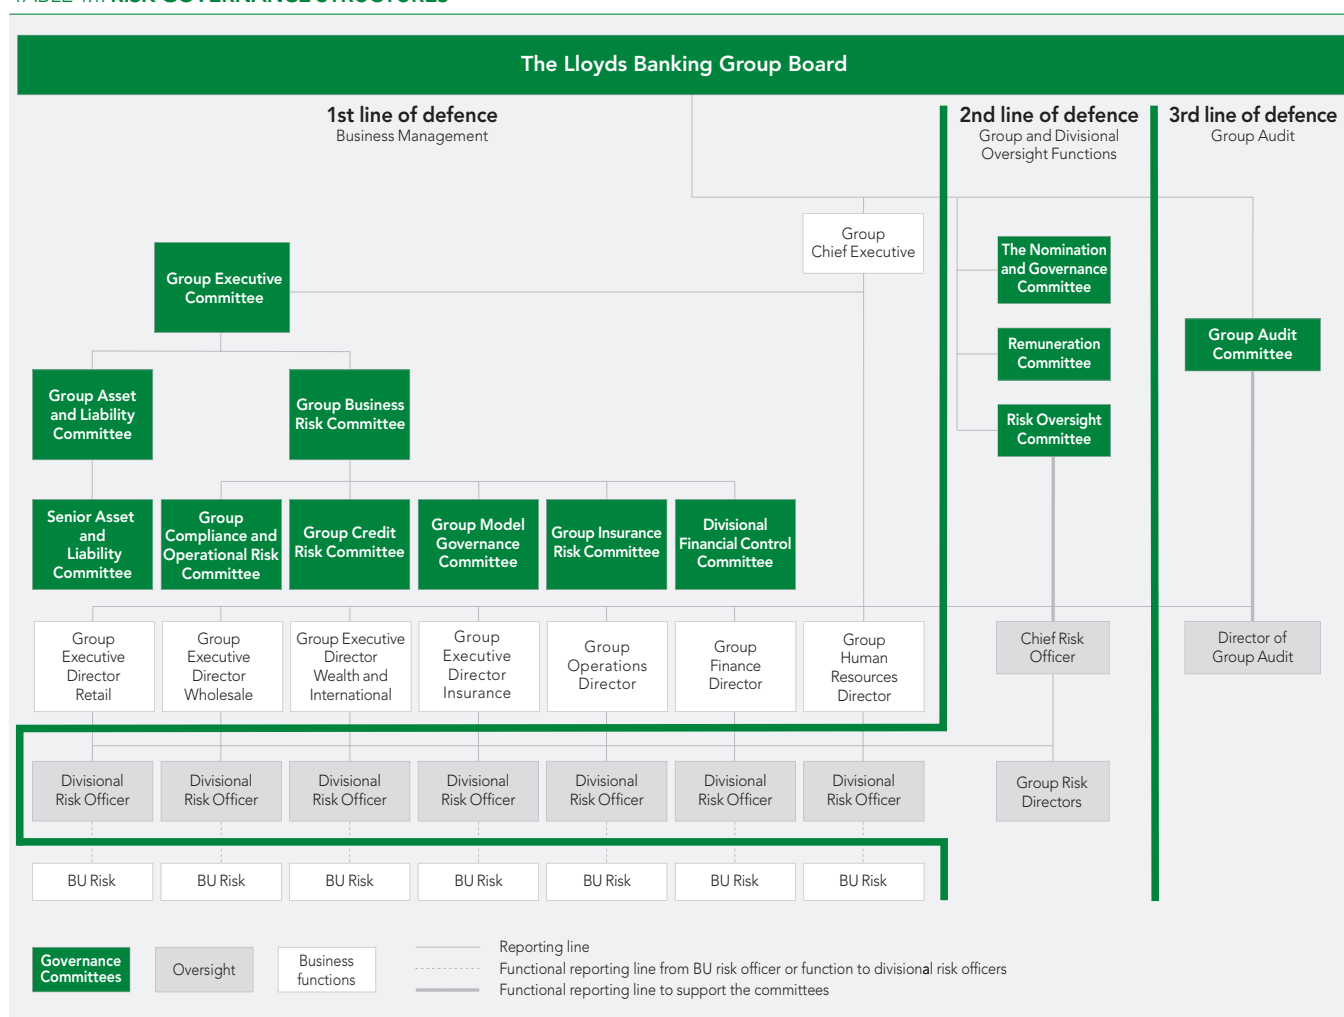 TABLE 1.1: RISK GOVERNANCE STRUCTURES
The Lloyds Banking Group Board
1st line of defence
Business Management
2nd line of defence
Group and Divisional
Oversight Functions
3rd line of defence
Group Audit
Group
Chief Executive
Group Executive
Committee
The Nomination
and Governance
Committee
Remuneration
Committee
Risk Oversight
Committee
Group Audit
Committee
Group Asset
and Liability
Committee
Group Business
Risk Committee
Senior Asset
and
Liability
Committee
Group
Compliance and
Operational Risk
Committee
Group Credit
Risk Committee
Group Model
Governance
Committee
Group Insurance
Risk Committee
Divisional
Financial Control
Committee
Group
Executive
Director
Retail
Group
Executive
Director
Wholesale
Group Executive
Director
Wealth and
International
Group
Executive
Director
Insurance
Group
Operations
Director
Group
Finance
Director
Group
Human
Resources
Director
Chief Risk
Officer
Director of
Group Audit
Divisional
Risk Officer
Divisional
Risk Officer
Divisional
Risk Officer
Divisional
Risk Officer
Divisional
Risk Officer
Divisional
Risk Officer
Divisional
Risk Officer
Group Risk
Directors
BU Risk
BU Risk
BU Risk
BU Risk
BU Risk
BU Risk
BU Risk
Governance
Committees
Oversight
Business
functions
Reporting line
Functional reporting line from BU risk officer or function to divisional risk officers
Functional reporting line to support the committees